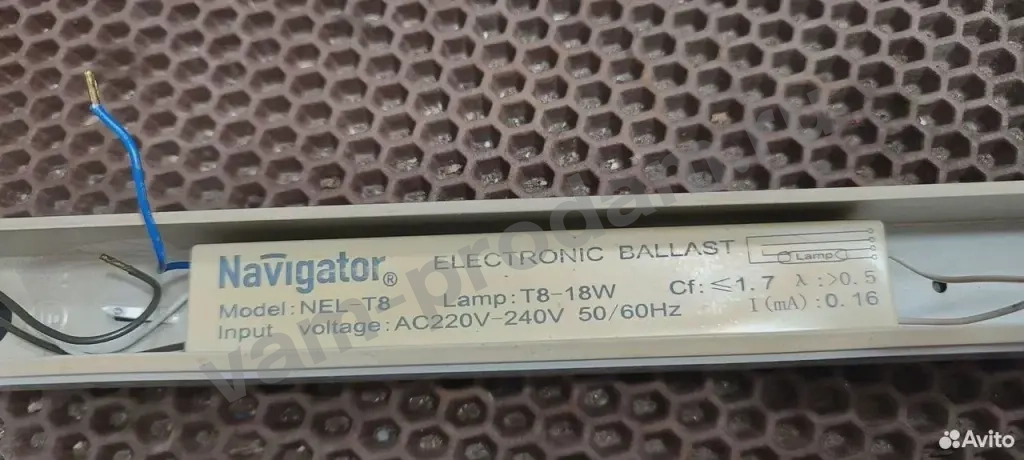 Navigator®
ELECTRONIC BALLAST
Lamp
Model:NEL-T8 Lamp:T8-18W Cf:≤1.7 λ:>0.5
Input voltage:AC220V-240V 50/60Hz I(mA):0.16
Avito